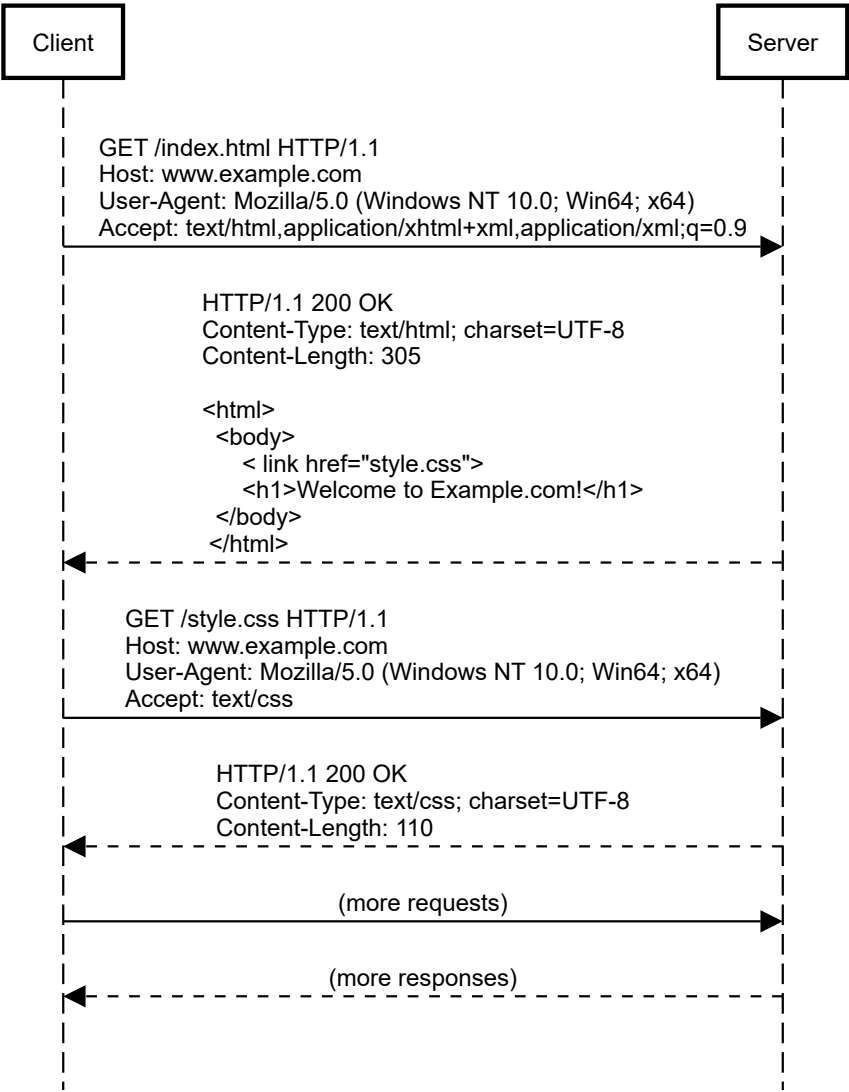 Client
Server
GET /index.html HTTP/1.1
Host: www.example.com
User-Agent: Mozilla/5.0 (Windows NT 10.0; Win64; x64)
Accept: text/html,application/xhtml+xml,application/xml;q=0.9
HTTP/1.1 200 OK
Content-Type: text/html; charset=UTF-8
Content-Length: 305
<html>
<body>
< link href="style.css">
<h1>Welcome to Example.com!</h1>
</body>
</html>
GET /style.css HTTP/1.1
Host: www.example.com
User-Agent: Mozilla/5.0 (Windows NT 10.0; Win64; x64)
Accept: text/css
HTTP/1.1 200 OK
Content-Type: text/css; charset=UTF-8
Content-Length: 110
(more requests)
(more responses)